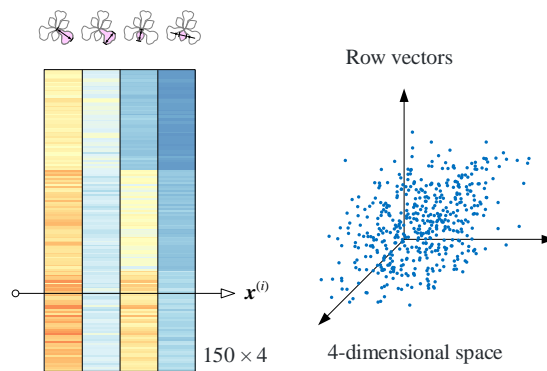 Row vectors
x^(i)
150 × 4
4-dimensional space